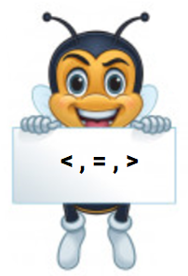 < , = , >